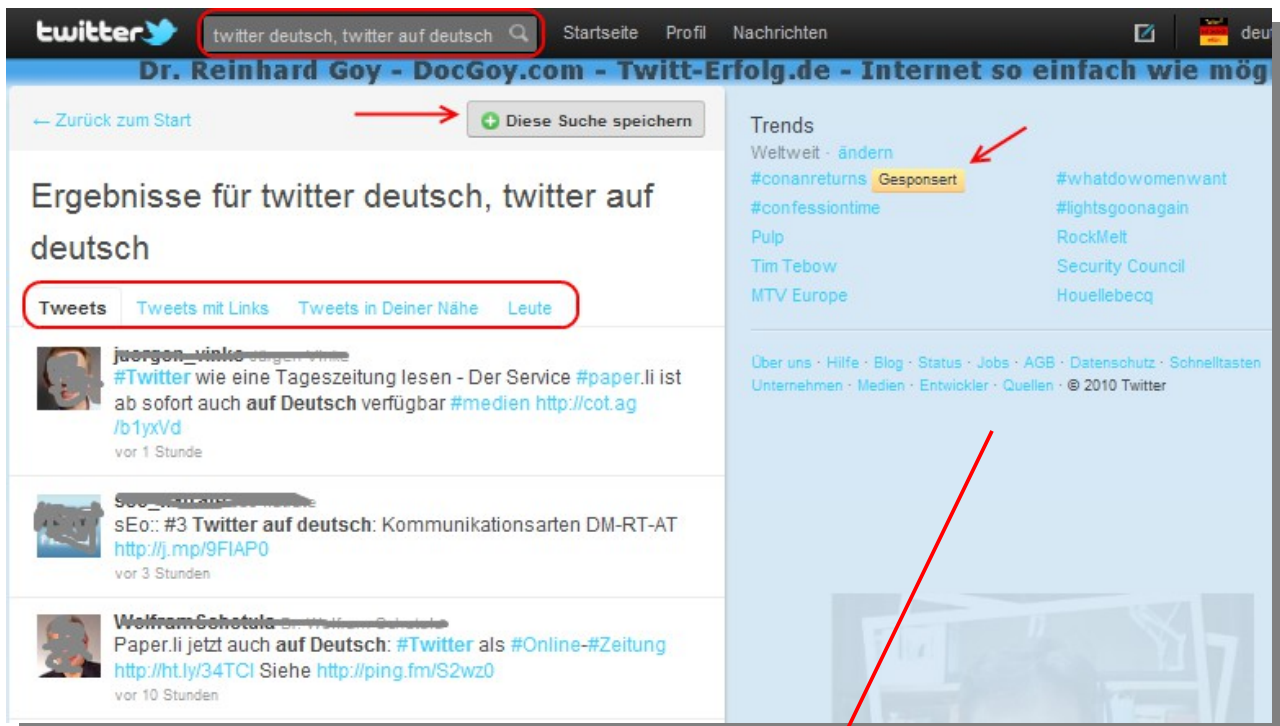 twitter
twitter deutsch, twitter auf deutsch
Startseite Profil Nachrichten
Dr. Reinhard Goy - DocGoy.com - Twitt-Erfolg.de - Internet so einfach wie mög
← Zurück zum Start
Diese Suche speichern
Ergebnisse für twitter deutsch, twitter auf
deutsch
Tweets Tweets mit Links Tweets in Deiner Nähe Leute
#Twitter wie eine Tageszeitung lesen - Der Service #paper.li ist
ab sofort auch auf Deutsch verfügbar #medien http://cot.ag
/b1yxVd
vor 1 Stunde
sEo:: #3 Twitter auf deutsch: Kommunikationsarten DM-RT-AT
http://j.mp/9FIAP0
vor 3 Stunden
Paper.li jetzt auch auf Deutsch: #Twitter als #Online-#Zeitung
http://ht.ly/34TCI Siehe http://ping.fm/S2wz0
vor 10 Stunden
Trends
Weltweit · ändern
#conanreturns Gesponsert
#confessiontime
Pulp
Tim Tebow
MTV Europe
#whatdowomenwant
#lightsgoonagain
RockMelt
Security Council
Houellebecq
Über uns · Hilfe · Blog · Status · Jobs · AGB · Datenschutz · Schnelltasten
Unternehmen · Medien · Entwickler · Quellen · © 2010 Twitter